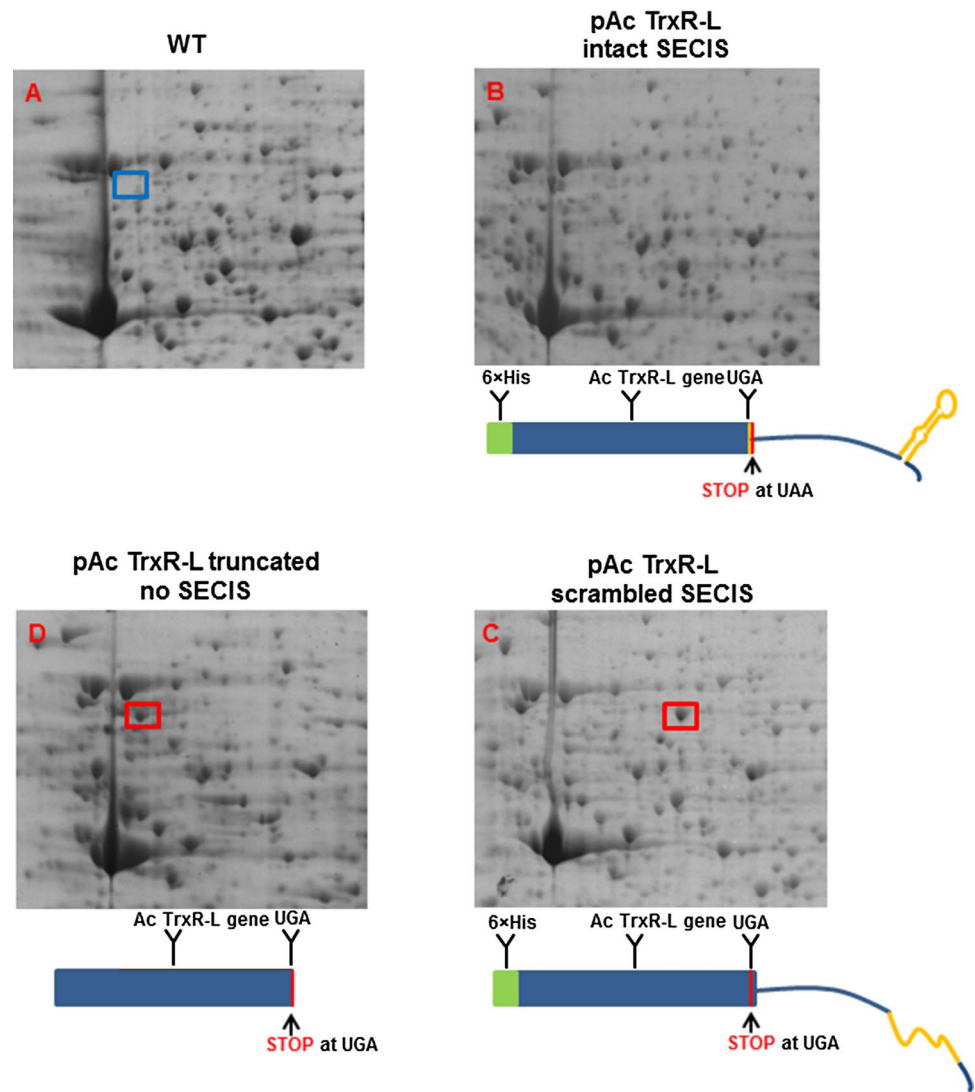 WT
A
pAc TrxR-L
intact SECIS
B
6×His
Ac TrxR-L gene UGA
STOP at UAA
pAc TrxR-L truncated
no SECIS
D
Ac TrxR-L gene UGA
STOP at UGA
pAc TrxR-L
scrambled SECIS
C
6×His
Ac TrxR-L gene UGA
STOP at UGA